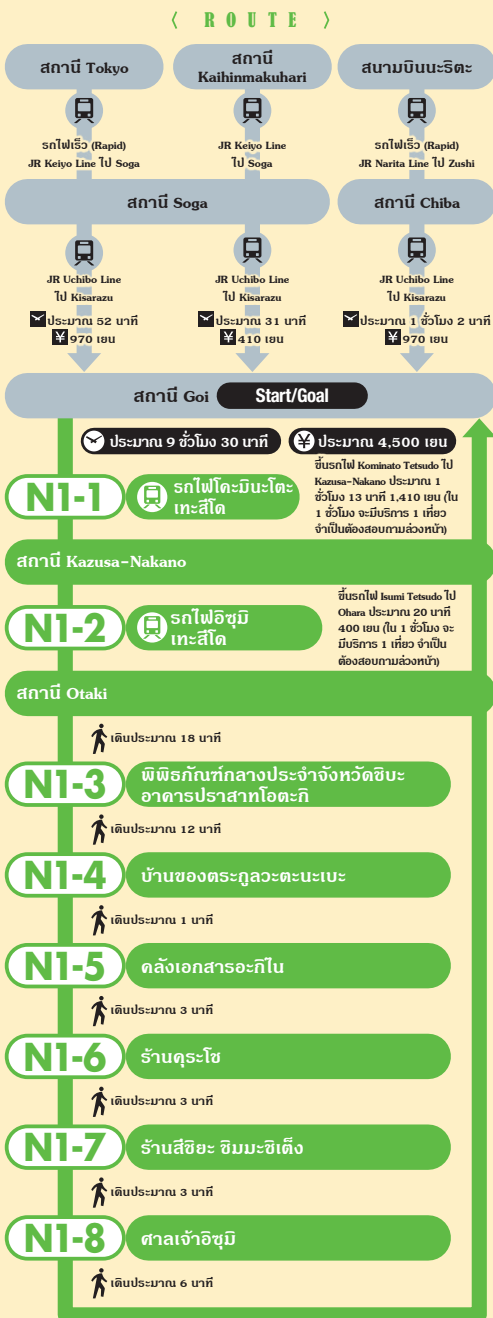 〈 ROUTE 〉
สถานี Tokyo
สถานี
Kaihinmakuhari
สนามบินนะริตะ
รถไฟเร็ว (Rapid)
JR Keiyo Line ไป Soga
JR Keiyo Line
ไป Soga
รถไฟเร็ว (Rapid)
JR Narita Line ไป Zushi
สถานี Soga
สถานี Chiba
JR Uchibo Line
ไป Kisarazu
ประมาณ 52 นาที
¥ 970 เยน
JR Uchibo Line
ไป Kisarazu
ประมาณ 31 นาที
¥ 410 เยน
JR Uchibo Line
ไป Kisarazu
ประมาณ 1 ชั่วโมง 2 นาที
¥ 970 เยน
สถานี Goi Start/Goal
ประมาณ 9 ชั่วโมง 30 นาที
¥ ประมาณ 4,500 เยน
N1-1
รถไฟโคะมินะโตะ
เทะสึโด
ขึ้นรถไฟ Kominato Tetsudo ไป
Kazusa-Nakano ประมาณ 1
ชั่วโมง 13 นาที 1,410 เยน (ใน
1 ชั่วโมง จะมีบริการ 1 เที่ยว
จำเป็นต้องสอบถามล่วงหน้า)
สถานี Kazusa-Nakano
N1-2
รถไฟอิซุมิ
เทะสึโด
ขึ้นรถไฟ Isumi Tetsudo ไป
Ohara ประมาณ 20 นาที
400 เยน (ใน 1 ชั่วโมง จะ
มีบริการ 1 เที่ยว จำเป็น
ต้องสอบถามล่วงหน้า)
สถานี Otaki
เดินประมาณ 18 นาที
N1-3
พิพิธภัณฑ์กลางประจำจังหวัดชิบะ
อาคารปราสาทโอตะกิ
เดินประมาณ 12 นาที
N1-4
บ้านของตระกูลวะตะนะเบะ
เดินประมาณ 1 นาที
N1-5
คลังเอกสารอะกิไน
เดินประมาณ 3 นาที
N1-6
ร้านคุระโซ
เดินประมาณ 3 นาที
N1-7
ร้านสึชิยะ ชิมมะชิเต็ง
เดินประมาณ 3 นาที
N1-8
ศาลเจ้าอิซุมิ
เดินประมาณ 6 นาที